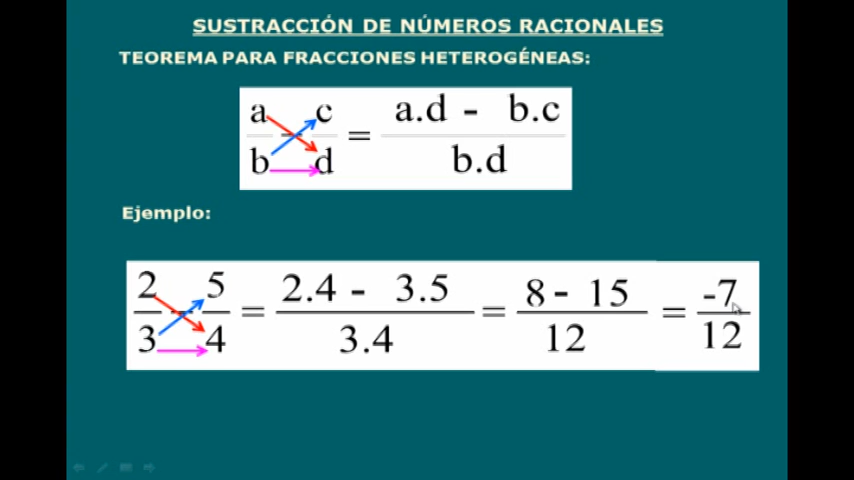 SUSTRACCIÓN DE NÚMEROS RACIONALES
TEOREMA PARA FRACCIONES HETEROGÉNEAS:
a/b - c/d = (a.d - b.c)/(b.d)
Ejemplo:
2/3 - 5/4 = (2.4 - 3.5)/(3.4) = (8 - 15)/12 = -7/12